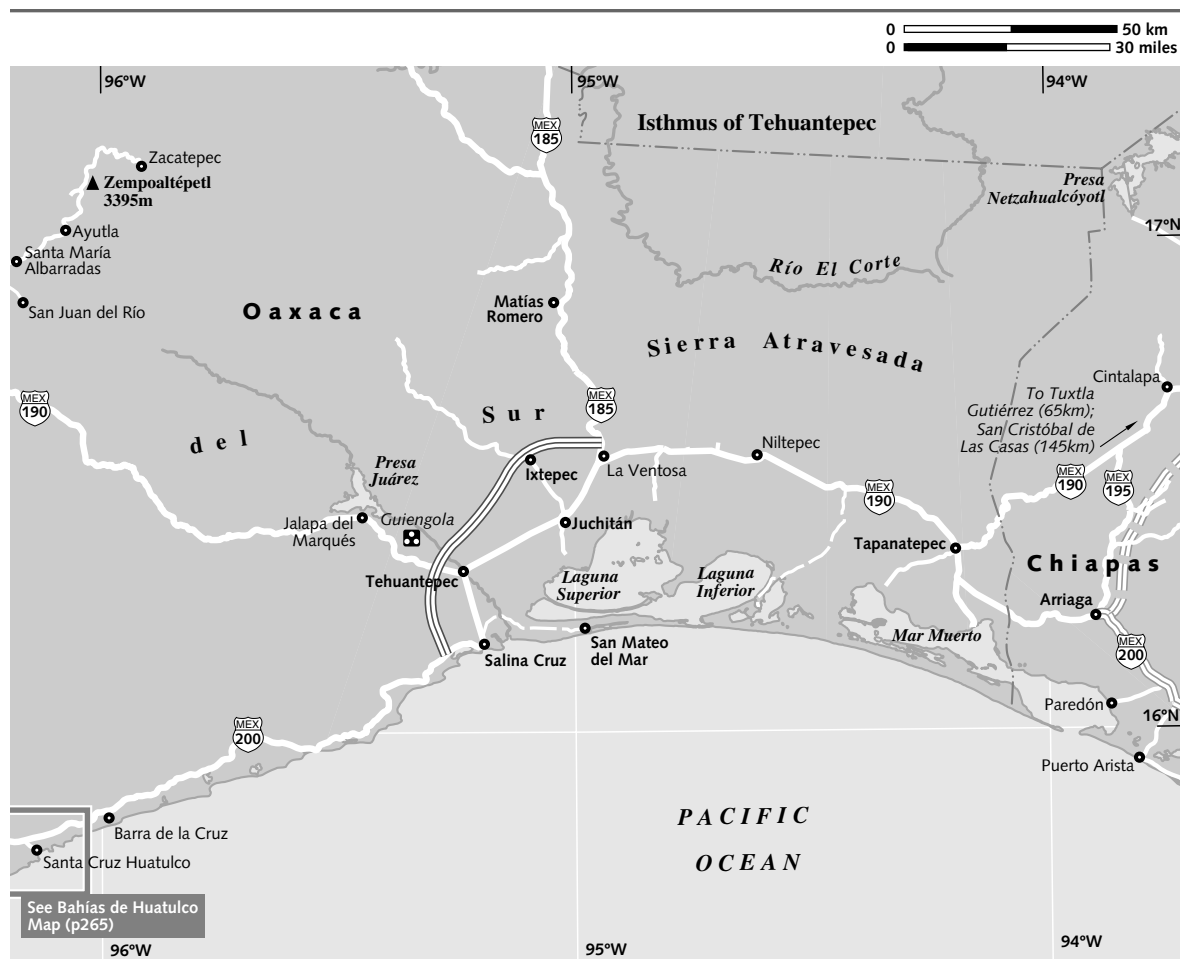 0 50 km
0 30 miles
96°W
95°W
94°W
MEX
185
Isthmus of Tehuantepec
Zacatepec
Zempoaltépetl
3395m
Presa
Netzahualcóyotl
Ayutla
17°N
Santa María
Albarradas
Río El Corte
San Juan del Río
Oaxaca
Matías
Romero
Sierra Atravesada
Cintalapa
To Tuxtla
Gutiérrez (65km);
San Cristóbal de
Las Casas (145km)
MEX
190
MEX
185
Sur
del
Niltepec
La Ventosa
Ixtepec
Presa
Juárez
MEX
190
MEX
195
MEX
190
Jalapa del
Marqués
Guiengola
Juchitán
Tapanatepec
Chiapas
Tehuantepec
Laguna
Superior
Laguna
Inferior
Arriaga
Mar Muerto
San Mateo
del Mar
Salina Cruz
MEX
200
Paredón
16°N
MEX
200
Puerto Arista
PACIFIC
OCEAN
Barra de la Cruz
Santa Cruz Huatulco
See Bahías de Huatulco
Map (p265)
96°W
95°W
94°W